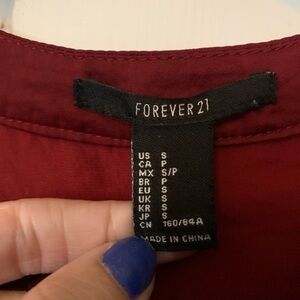 FOREVER 21
US S
CA P
MX S/P
BR P
EU S
UK S
KR S
JP S
CN 160/84A
MADE IN CHINA